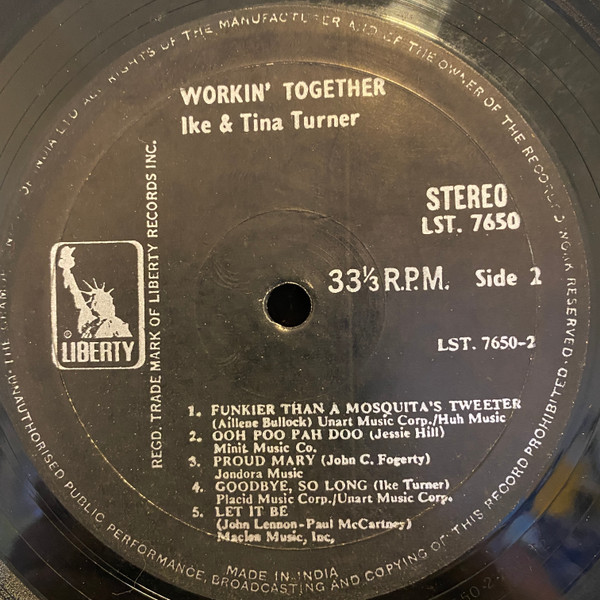 WORKIN' TOGETHER
Ike & Tina Turner
STEREO
LST. 7650
33⅓ R.P.M. Side 2
LST. 7650-2
LIBERTY
REGD. TRADE MARK OF LIBERTY RECORDS INC.
1. FUNKIER THAN A MOSQUITA'S TWEETER
(Aillene Bullock) Unart Music Corp./Huh Music
2. OOH POO PAH DOO (Jessie Hill)
Minit Music Co.
3. PROUD MARY (John C. Fogerty)
Jondora Music
4. GOODBYE, SO LONG (Ike Turner)
Placid Music Corp./Unart Music Corp.
5. LET IT BE
(John Lennon-Paul McCartney)
Maclen Music, Inc,
ALL RIGHTS OF THE MANUFACTURER AND OF THE OWNER OF THE RECORDED WORK RESERVED. UNAUTHORISED PUBLIC PERFORMANCE, BROADCASTING AND COPYING OF THIS RECORD PROHIBITED.
MADE IN INDIA